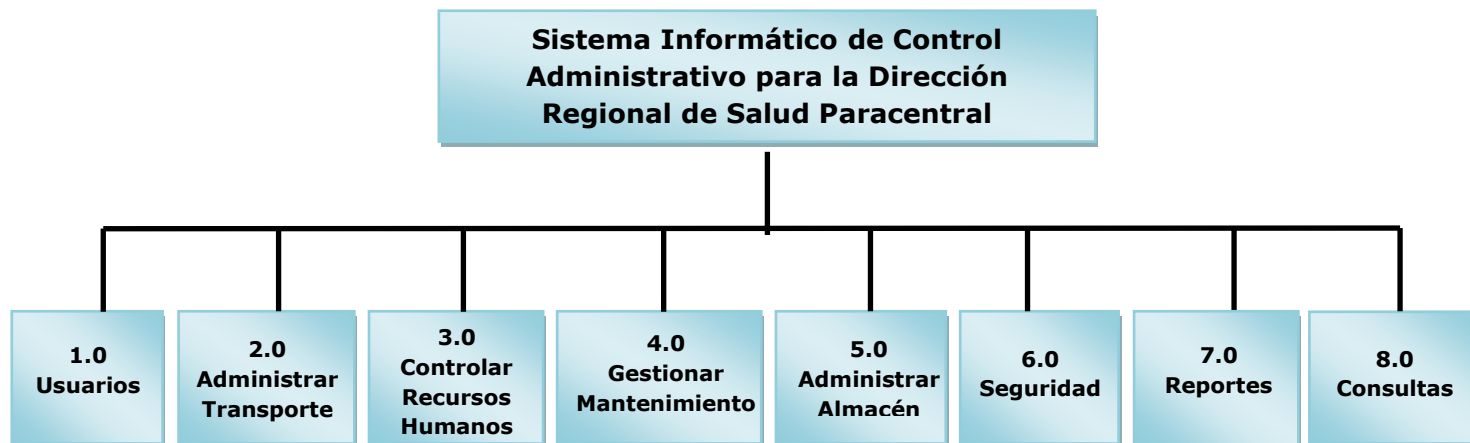 Sistema Informático de Control
Administrativo para la Dirección
Regional de Salud Paracentral
1.0
Usuarios
2.0
Administrar
Transporte
3.0
Controlar
Recursos
Humanos
4.0
Gestionar
Mantenimiento
5.0
Administrar
Almacén
6.0
Seguridad
7.0
Reportes
8.0
Consultas